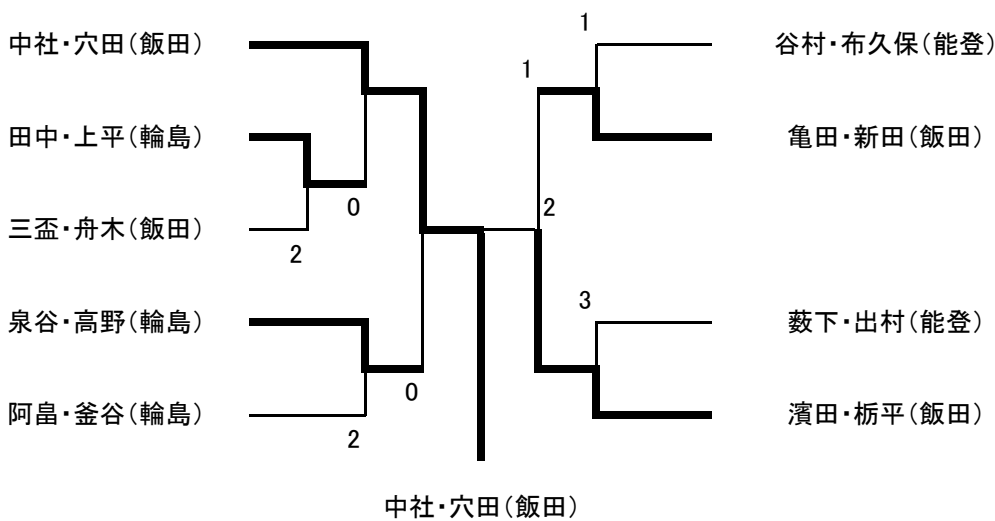 中社・穴田(飯田)
田中・上平(輪島)
0
三盃・舟木(飯田)
2
泉谷・高野(輪島)
0
阿畠・釜谷(輪島)
2
1
谷村・布久保(能登)
1
亀田・新田(飯田)
2
3
薮下・出村(能登)
濱田・栃平(飯田)
中社・穴田(飯田)